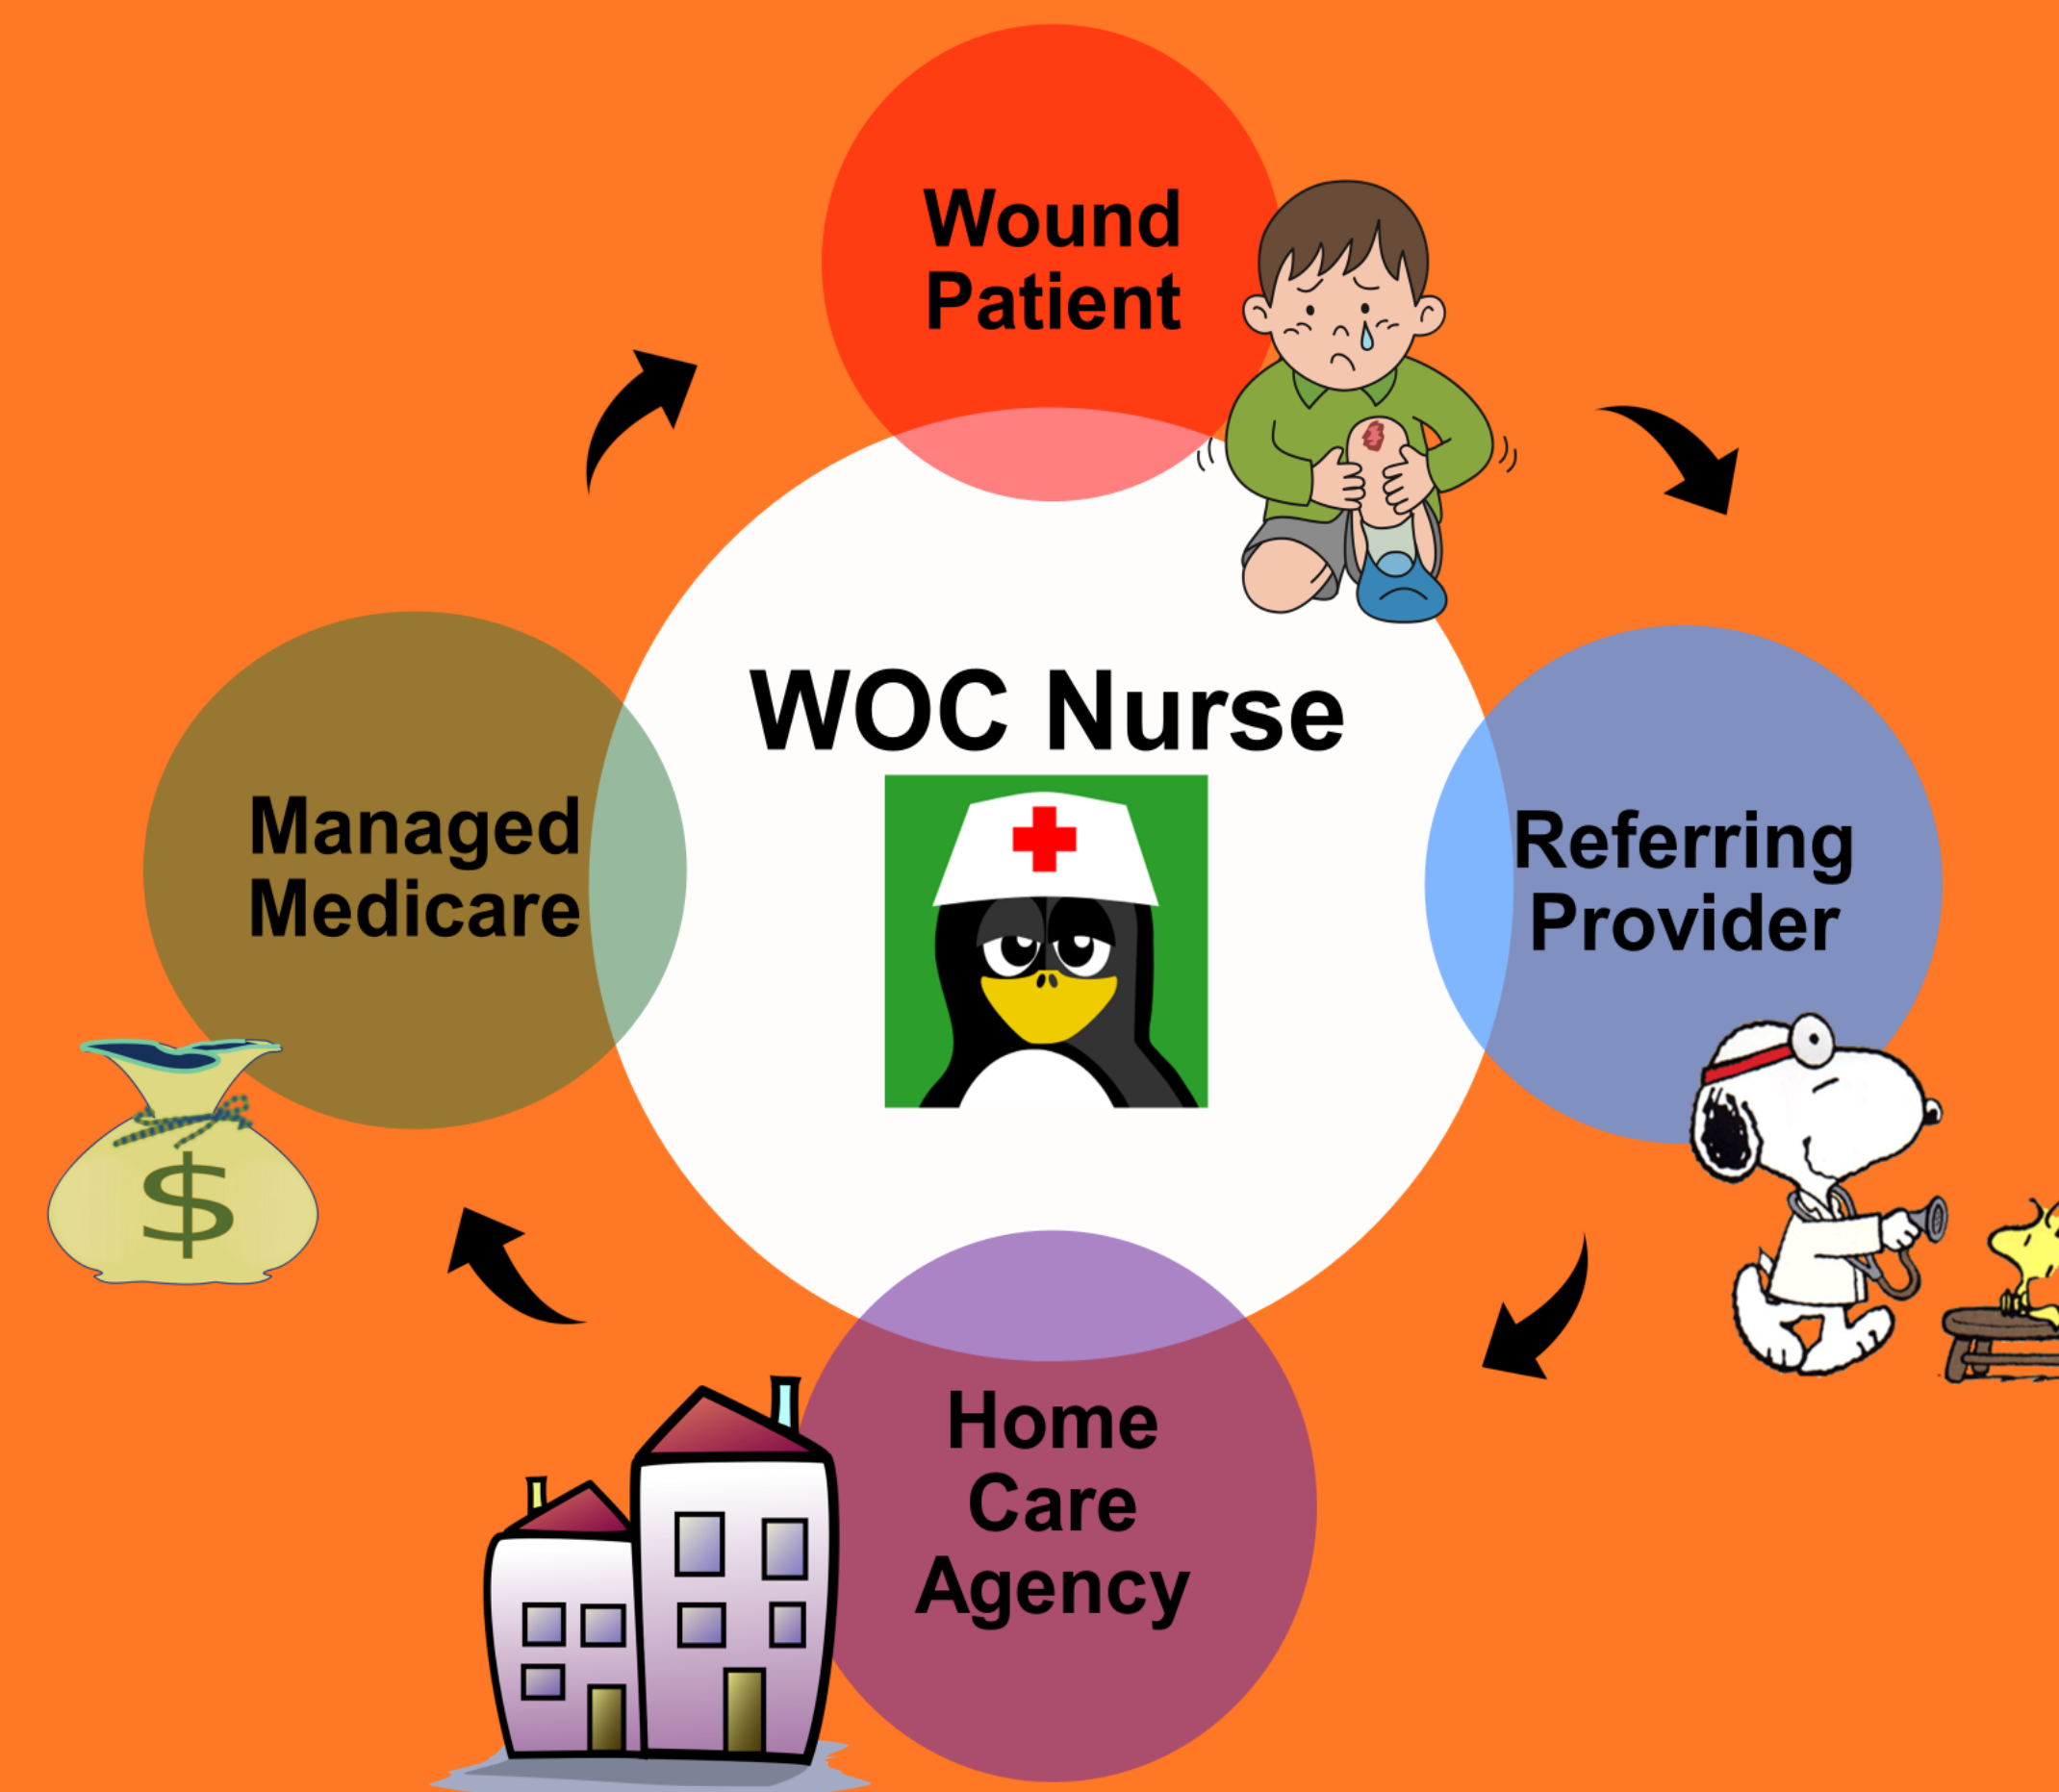 Wound
Patient
WOC Nurse
Managed
Medicare
Referring
Provider
$
Home
Care
Agency